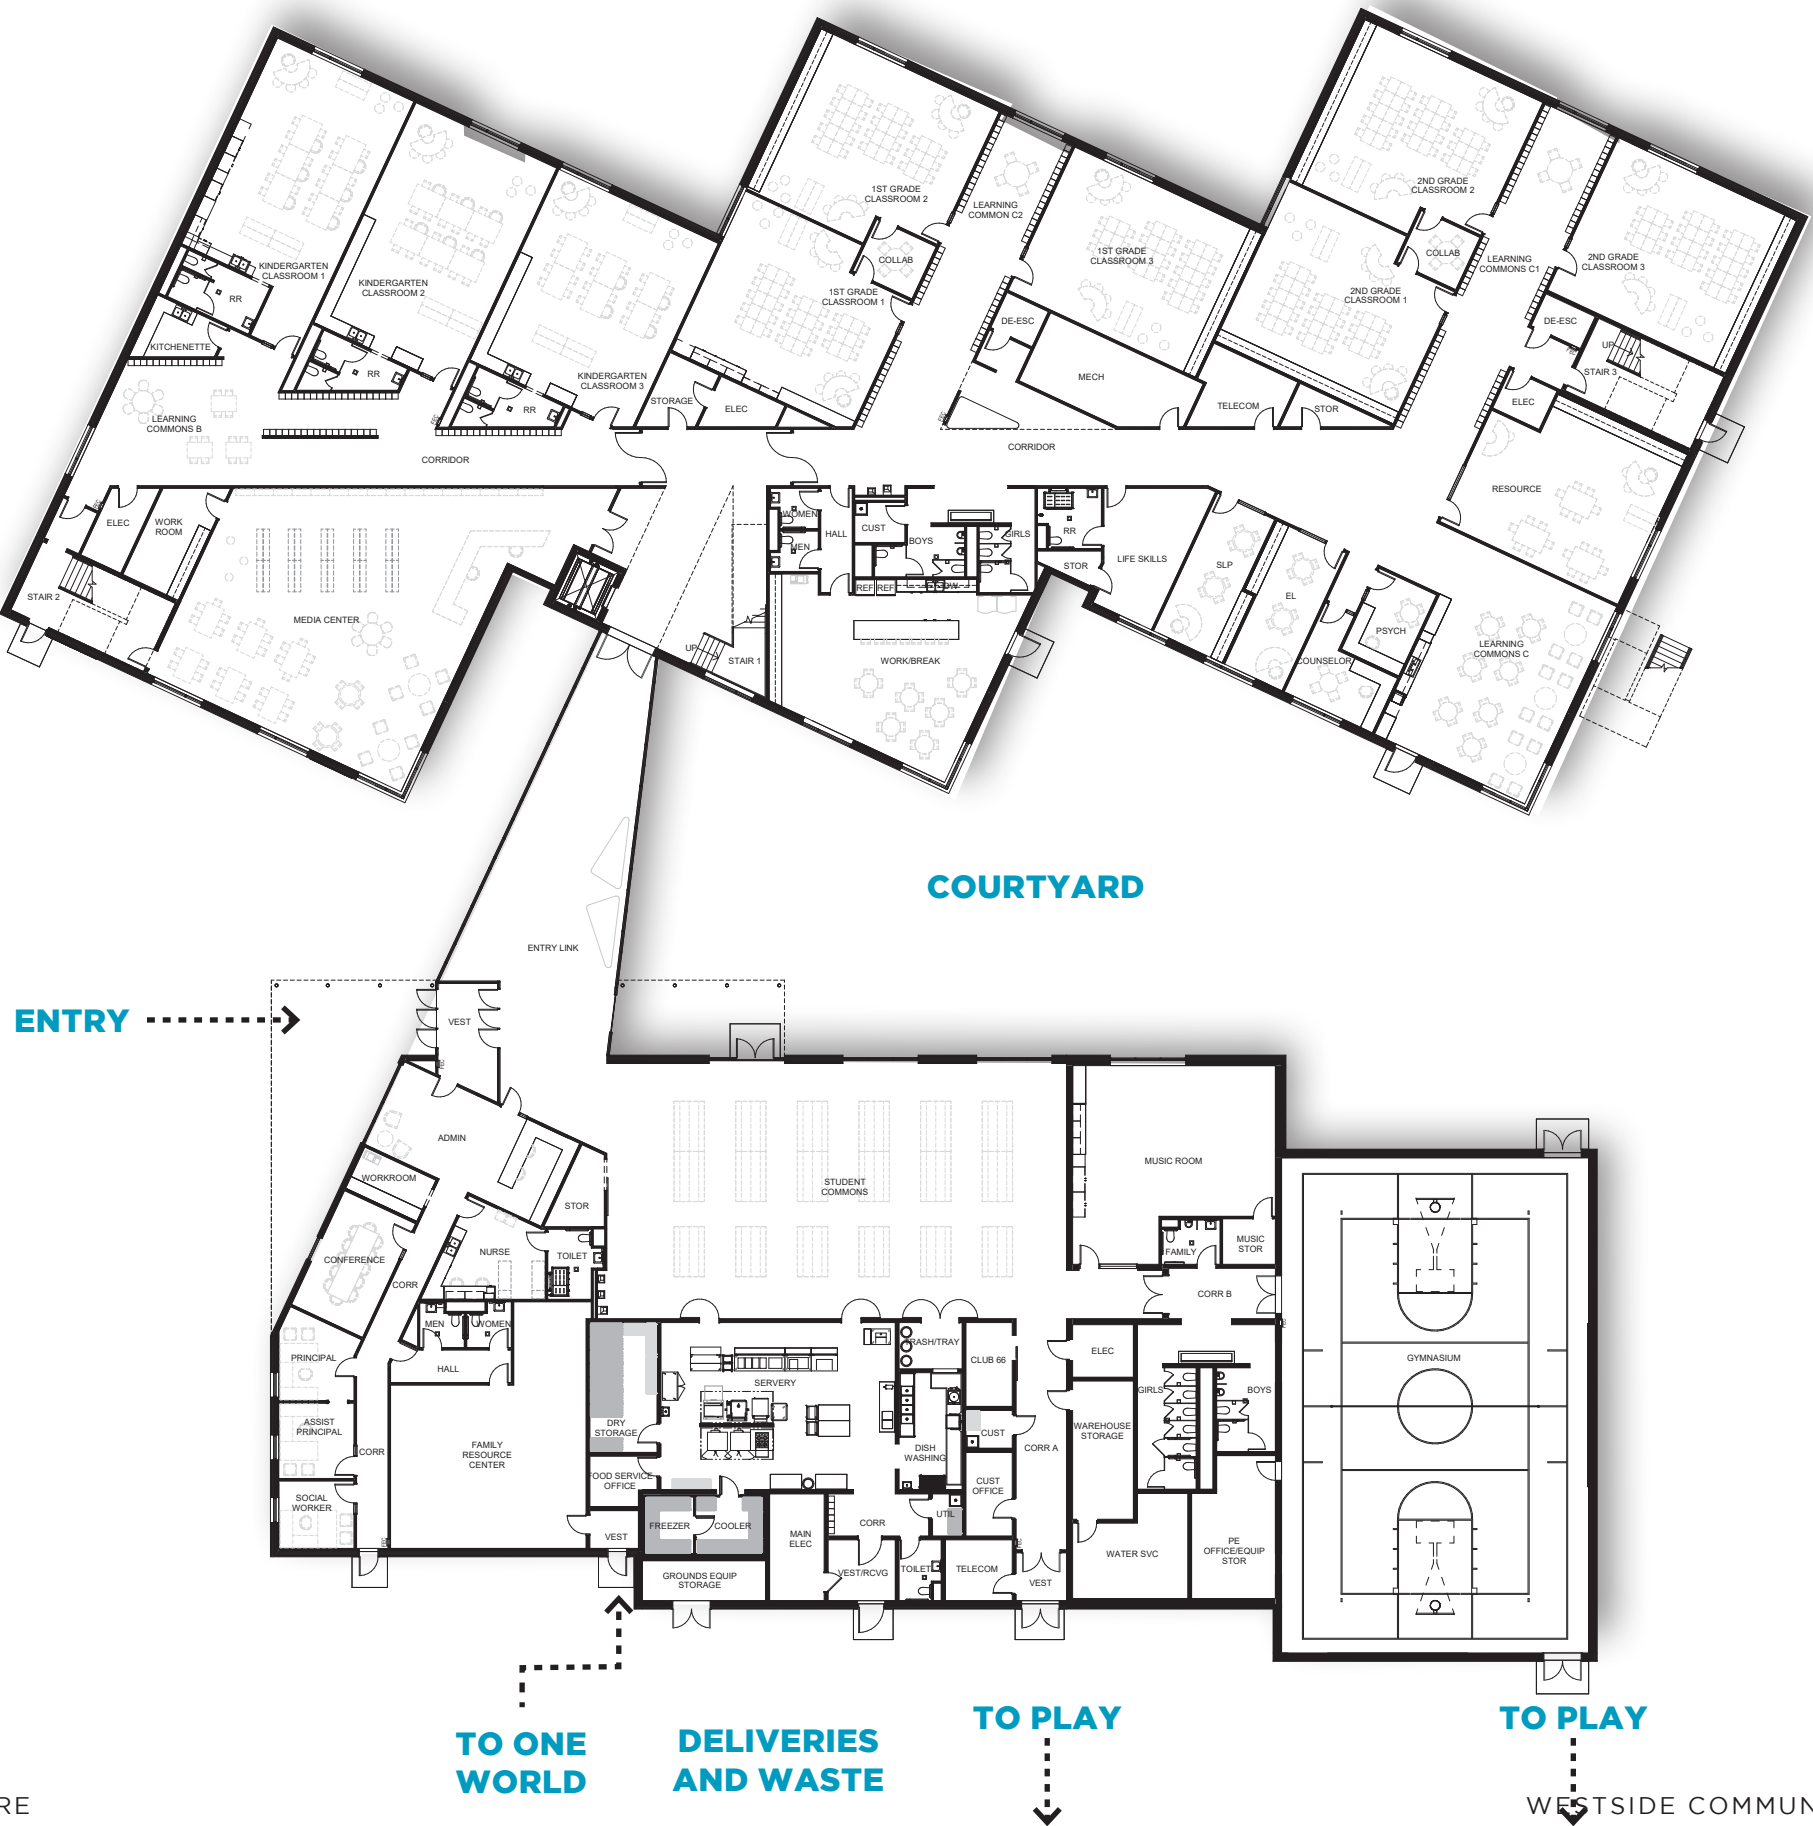 1ST GRADE
CLASSROOM 2
LEARNING
COMMON C2
2ND GRADE
CLASSROOM 2
KINDERGARTEN
CLASSROOM 1
KINDERGARTEN
CLASSROOM 2
RR
COLLAB
1ST GRADE
CLASSROOM 3
1ST GRADE
CLASSROOM 1
COLLAB
LEARNING
COMMONS C1
2ND GRADE
CLASSROOM 3
2ND GRADE
CLASSROOM 1
KITCHENETTE
DE-ESC
DE-ESC
UP
STAIR 3
RR
KINDERGARTEN
CLASSROOM 3
MECH
RR
STORAGE
ELEC
TELECOM
STOR
ELEC
LEARNING
COMMONS B
CORRIDOR
CORRIDOR
RESOURCE
ELEC
WORK
ROOM
WOMEN
MEN
HALL
CUST
BOYS
GIRLS
RR
STOR
LIFE SKILLS
SLP
EL
REF
REF
STAIR 2
MEDIA CENTER
UP
STAIR 1
WORK/BREAK
PSYCH
COUNSELOR
LEARNING
COMMONS C
COURTYARD
ENTRY LINK
ENTRY
VEST
ADMIN
WORKROOM
STOR
STUDENT
COMMONS
MUSIC ROOM
CONFERENCE
NURSE
TOILET
FAMILY
MUSIC
STOR
CORR
CORR B
MEN
WOMEN
HALL
PRINCIPAL
SERVERY
TRASH/TRAY
CLUB 66
ELEC
GYMNASIUM
GIRLS
BOYS
ASSIST
PRINCIPAL
CORR
FAMILY
RESOURCE
CENTER
DRY
STORAGE
DISH
WASHING
CUST
CORR A
WAREHOUSE
STORAGE
FOOD SERVICE
OFFICE
CUST
OFFICE
SOCIAL
WORKER
VEST
FREEZER
COOLER
MAIN
ELEC
CORR
UTIL
WATER SVC
PE
OFFICE/EQUIP
STOR
GROUNDS EQUIP
STORAGE
VEST/RCVG
TOILET
TELECOM
VEST
TO ONE
WORLD
DELIVERIES
AND WASTE
TO PLAY
TO PLAY
RE
WESTSIDE COMMUN